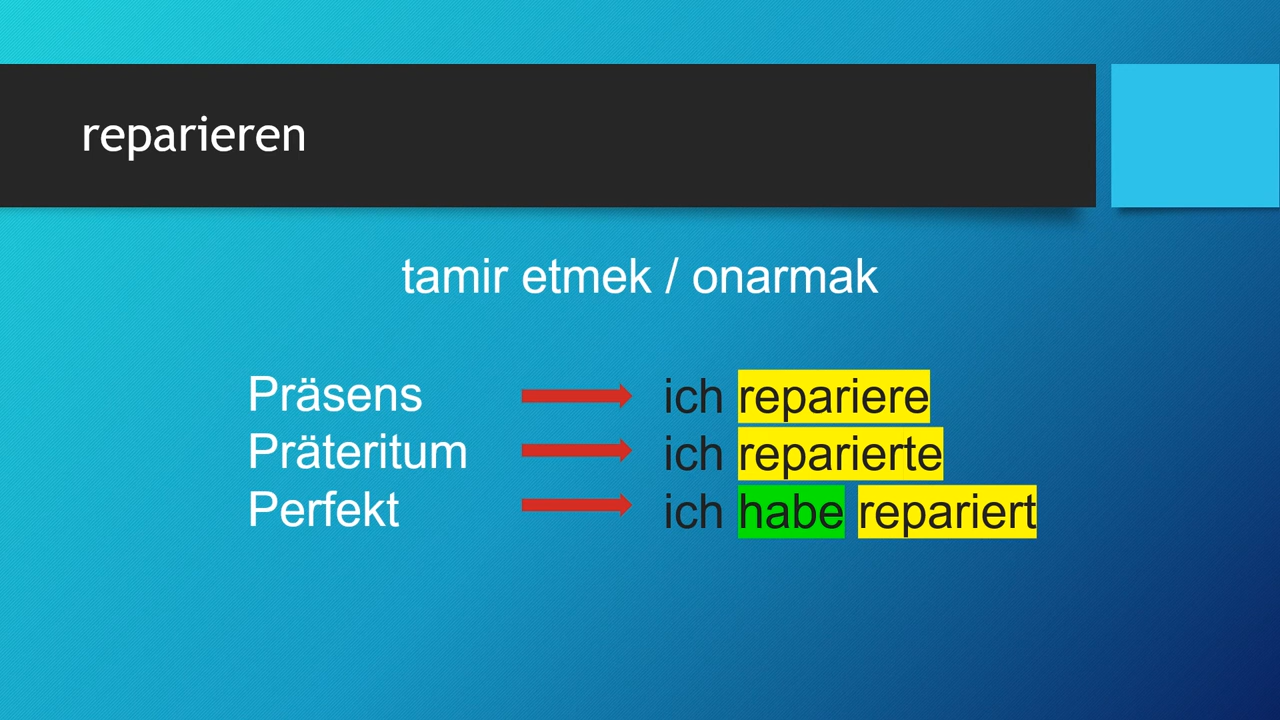 reparieren
tamir etmek / onarmak
Präsens ich repariere
Präteritum ich reparierte
Perfekt ich habe repariert